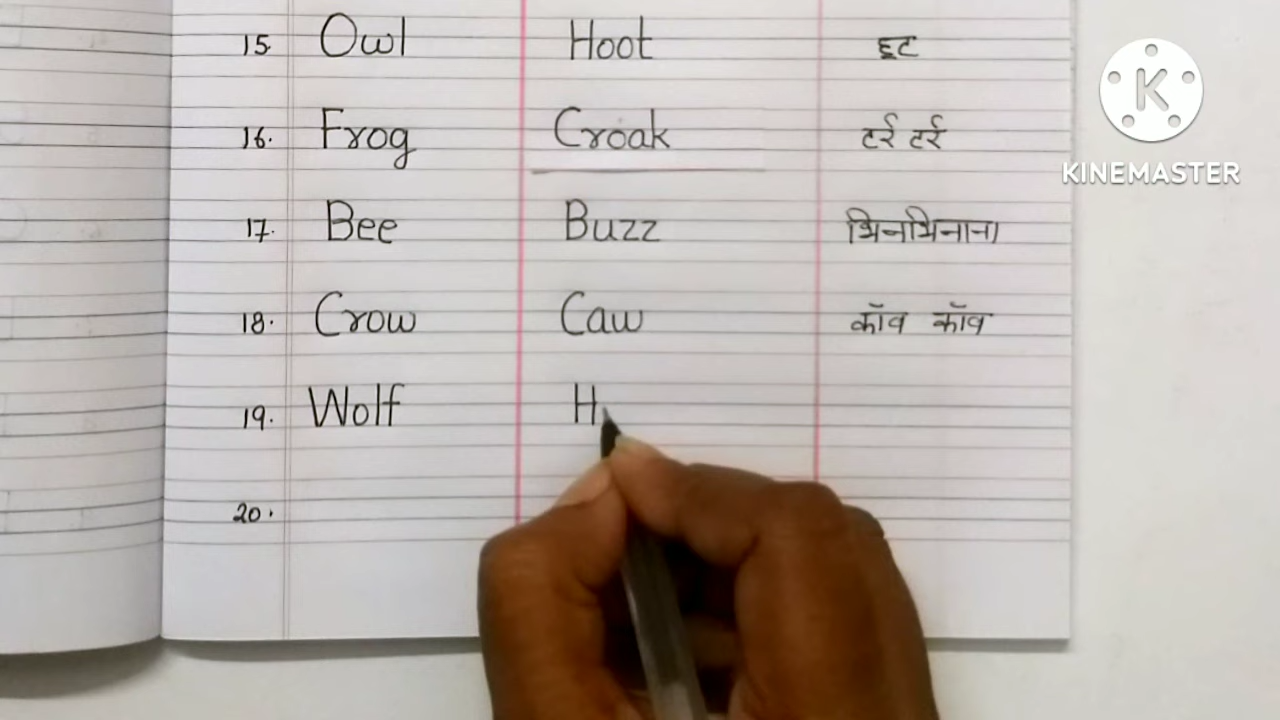 15. Owl Hoot हूट
16. Frog Croak टर्र टर्र
17. Bee Buzz भिनभिनाना
18. Crow Caw कॉव कॉव
19. Wolf H
20.
K
KINEMASTER